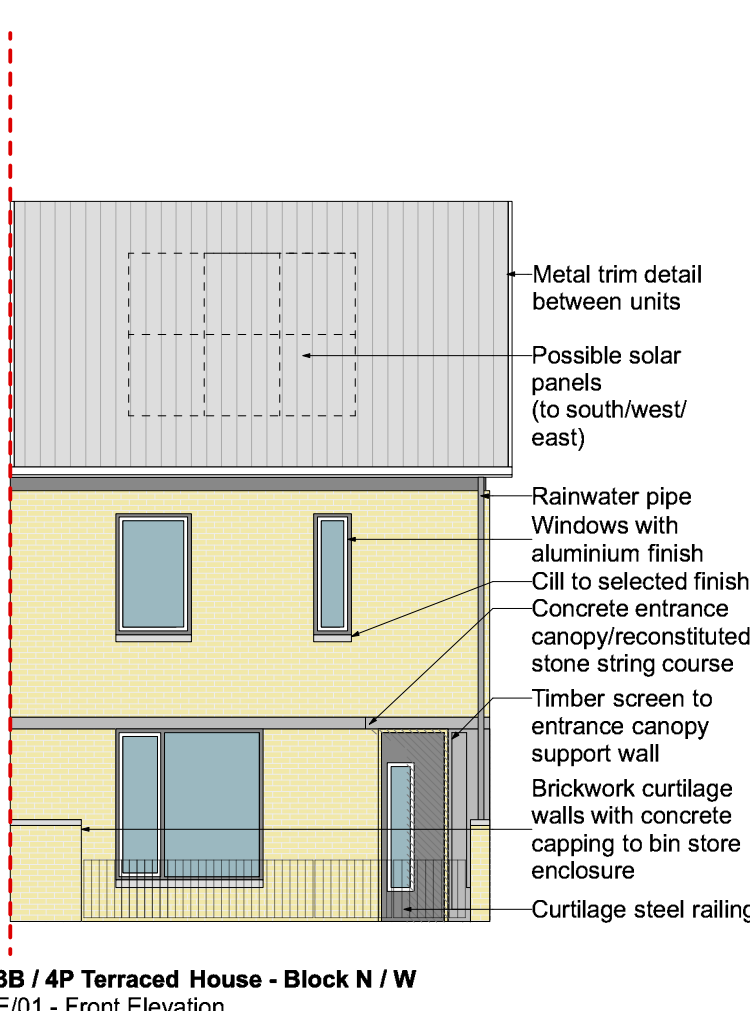 Metal trim detail
between units
Possible solar
panels
(to south/west/
east)
Rainwater pipe
Windows with
aluminium finish
Cill to selected finish
Concrete entrance
canopy/reconstituted
stone string course
Timber screen to
entrance canopy
support wall
Brickwork curtilage
walls with concrete
capping to bin store
enclosure
Curtilage steel railing
3B / 4P Terraced House - Block N / W
E/01 - Front Elevation